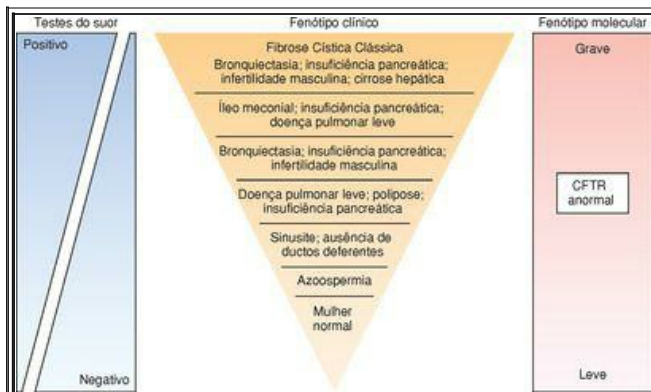 Testes do suor
Fenótipo clínico
Fenótipo molecular
Positivo
Negativo
Fibrose Cística Clássica
Bronquiectasia; insuficiência pancreática;
infertilidade masculina; cirrose hepática
Íleo meconial; insuficiência pancreática;
doença pulmonar leve
Bronquiectasia; insuficiência pancreática;
infertilidade masculina
Doença pulmonar leve; polipose;
insuficiência pancreática
Sinusite; ausência de
ductos deferentes
Azoospermia
Mulher
normal
Grave
CFTR
anormal
Leve